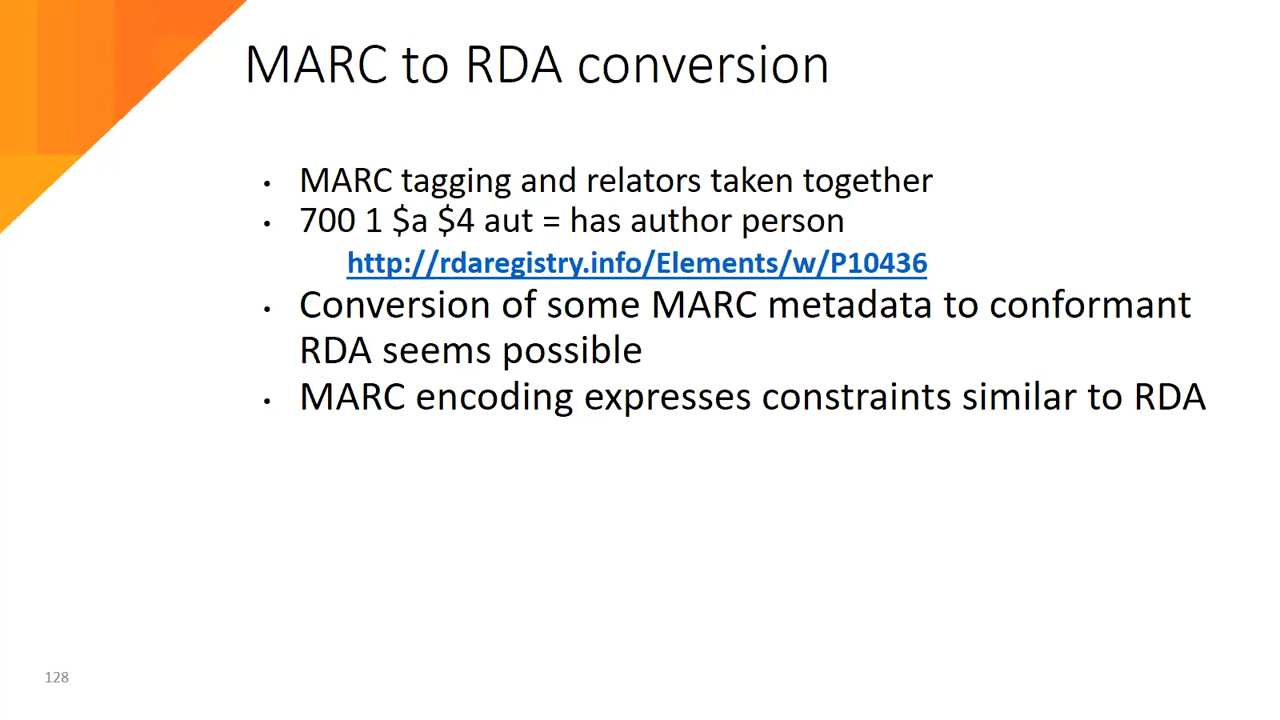 MARC to RDA conversion
• MARC tagging and relators taken together
• 700 1 $a $4 aut = has author person
http://rdaregistry.info/Elements/w/P10436
• Conversion of some MARC metadata to conformant
RDA seems possible
• MARC encoding expresses constraints similar to RDA
128